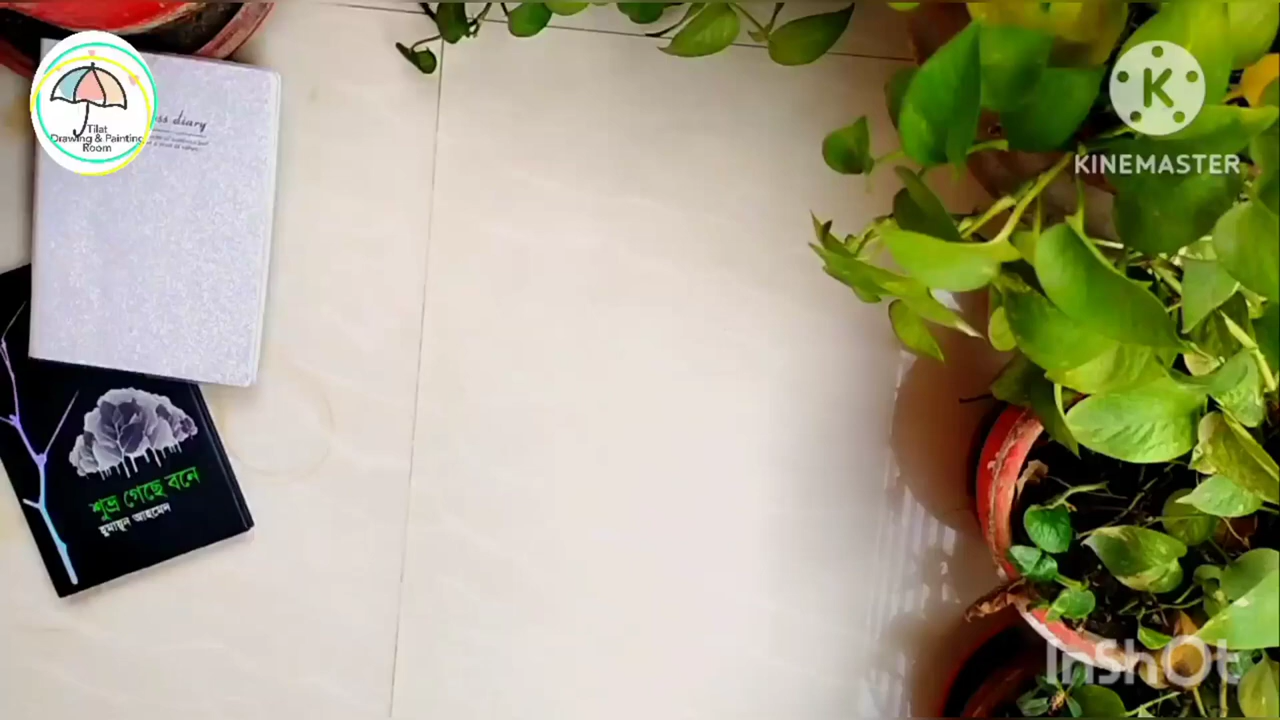 Tilat
Drawing & Painting
Room
ss diary
KINEMASTER
শুভ্র গেছে বনে
হুমায়ূন আহমেদ
InShOt